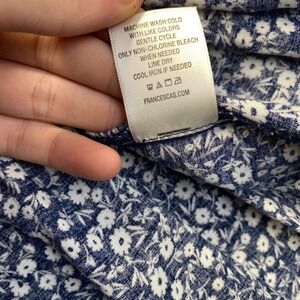 MACHINE WASH COLD
WITH LIKE COLORS
GENTLE CYCLE
ONLY NON-CHLORINE BLEACH
WHEN NEEDED
LINE DRY
COOL IRON IF NEEDED
FRANCESCAS.COM